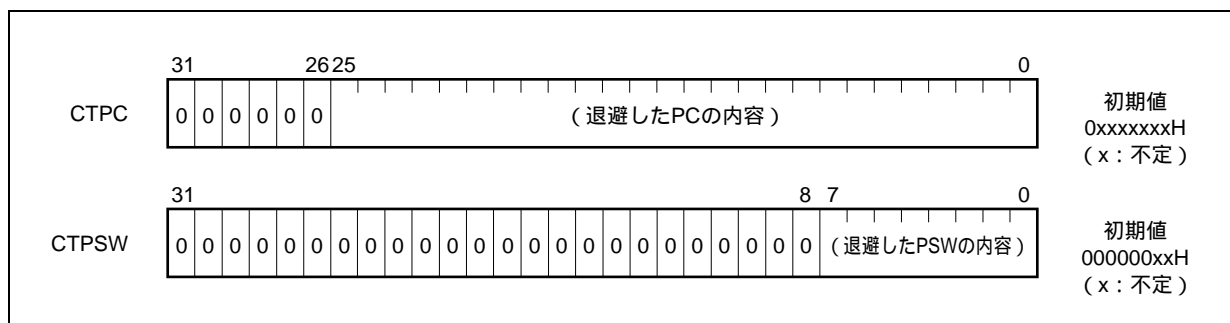 31 26 25 0
CTPC 0 0 0 0 0 0 (退避したPCの内容) 初期値
0xxxxxxxH
(x:不定)
31 8 7 0
CTPSW 0 0 0 0 0 0 0 0 0 0 0 0 0 0 0 0 0 0 0 0 0 0 0 0 (退避したPSWの内容) 初期値
000000xxH
(x:不定)